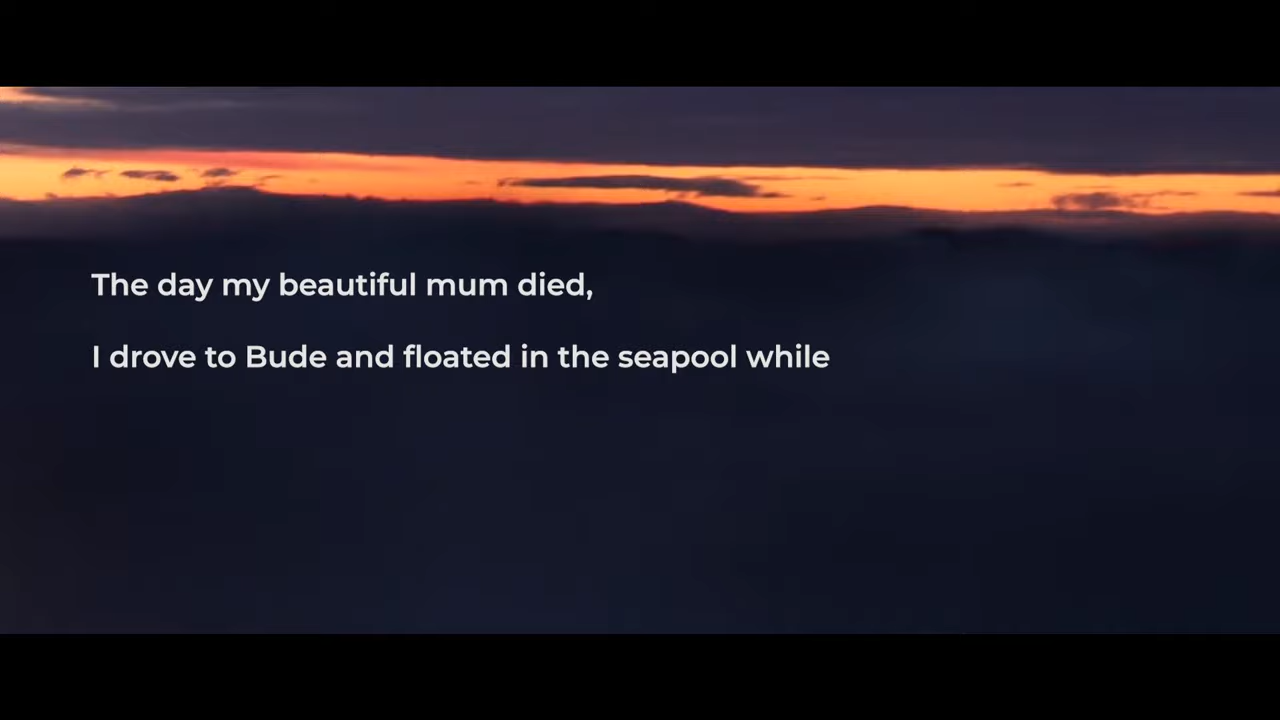 The day my beautiful mum died,
I drove to Bude and floated in the seapool while